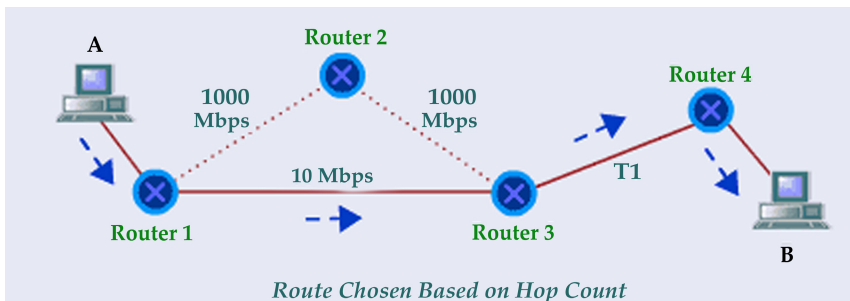 A
Router 2
Router 4
1000
Mbps
1000
Mbps
10 Mbps
T1
Router 1
Router 3
B
Route Chosen Based on Hop Count